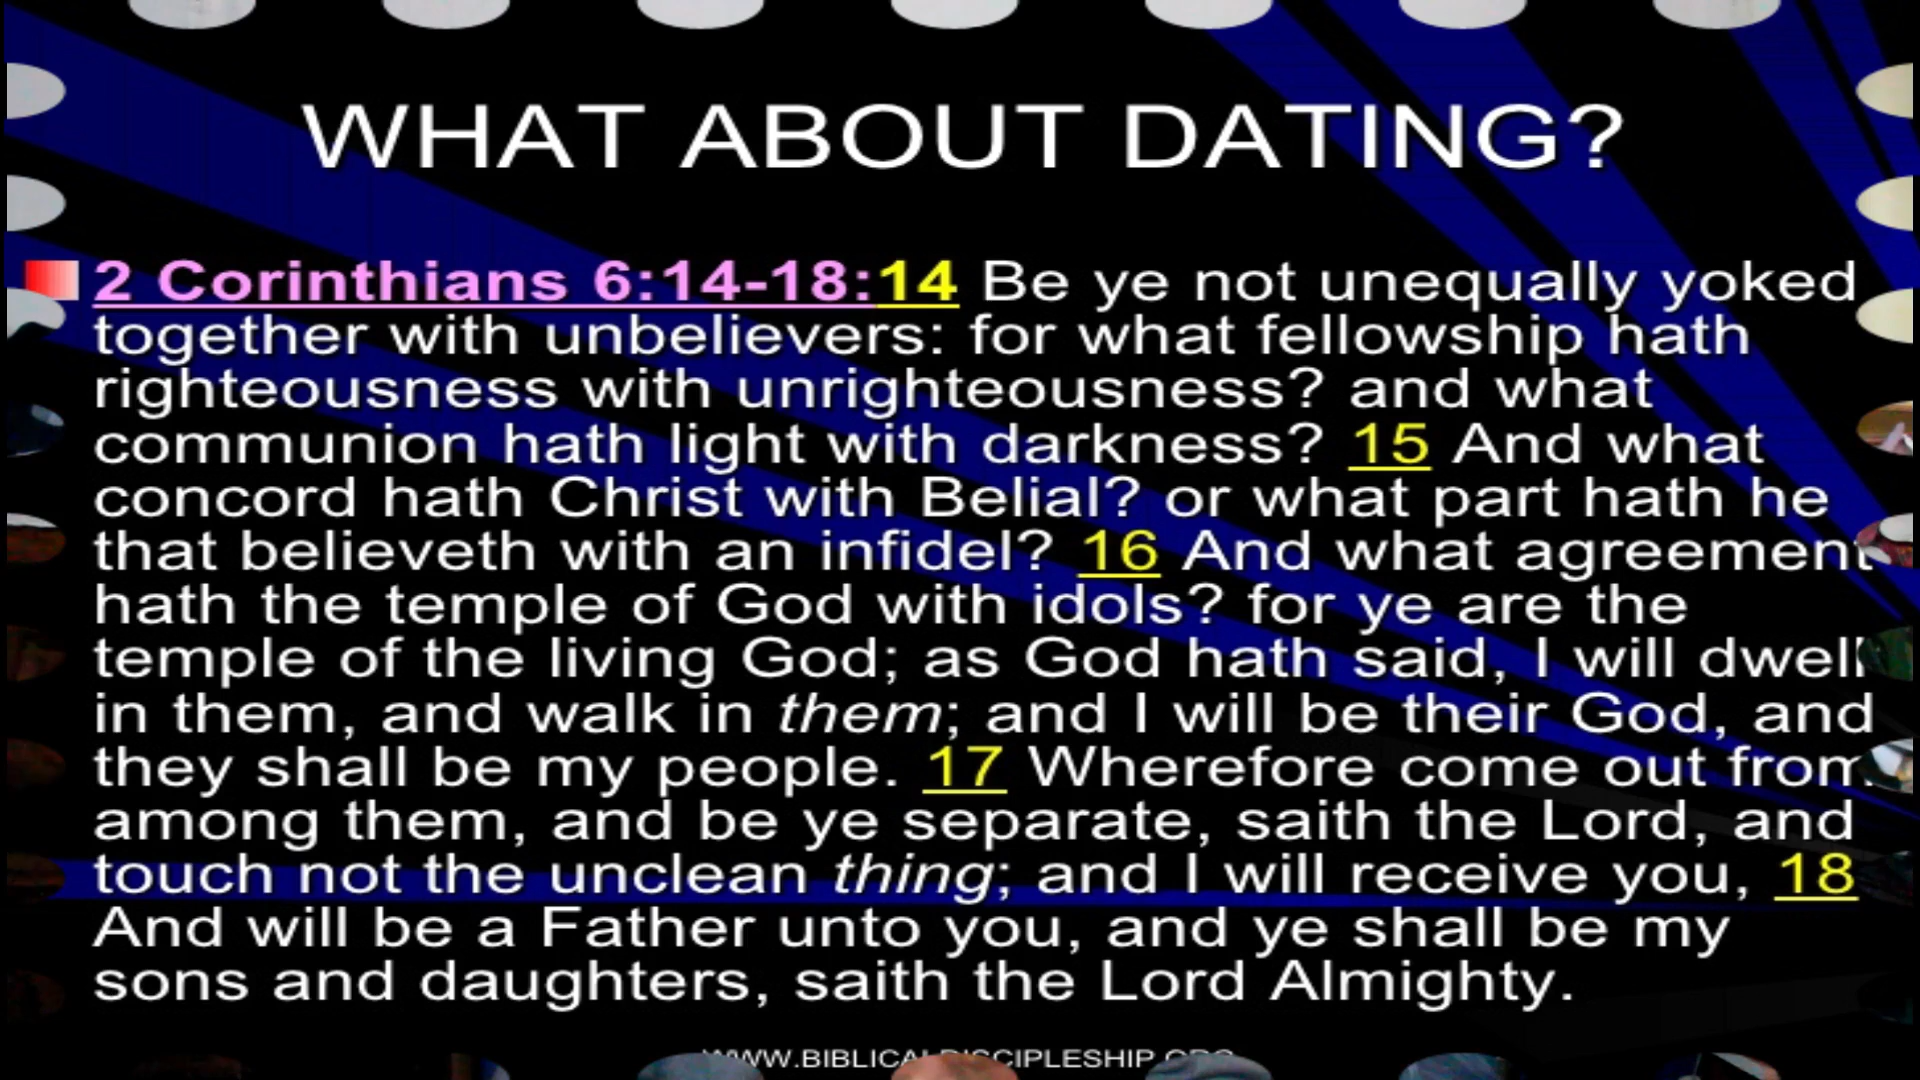 WHAT ABOUT DATING?
2 Corinthians 6:14-18:14 Be ye not unequally yoked
together with unbelievers: for what fellowship hath
righteousness with unrighteousness? and what
communion hath light with darkness? 15 And what
concord hath Christ with Belial? or what part hath he
that believeth with an infidel? 16 And what agreement
hath the temple of God with idols? for ye are the
temple of the living God; as God hath said, I will dwell
in them, and walk in them; and I will be their God, and
they shall be my people. 17 Wherefore come out from
among them, and be ye separate, saith the Lord, and
touch not the unclean thing; and I will receive you, 18
And will be a Father unto you, and ye shall be my
sons and daughters, saith the Lord Almighty.
WWW.BIBLICALDISCIPLESHIP.ORG